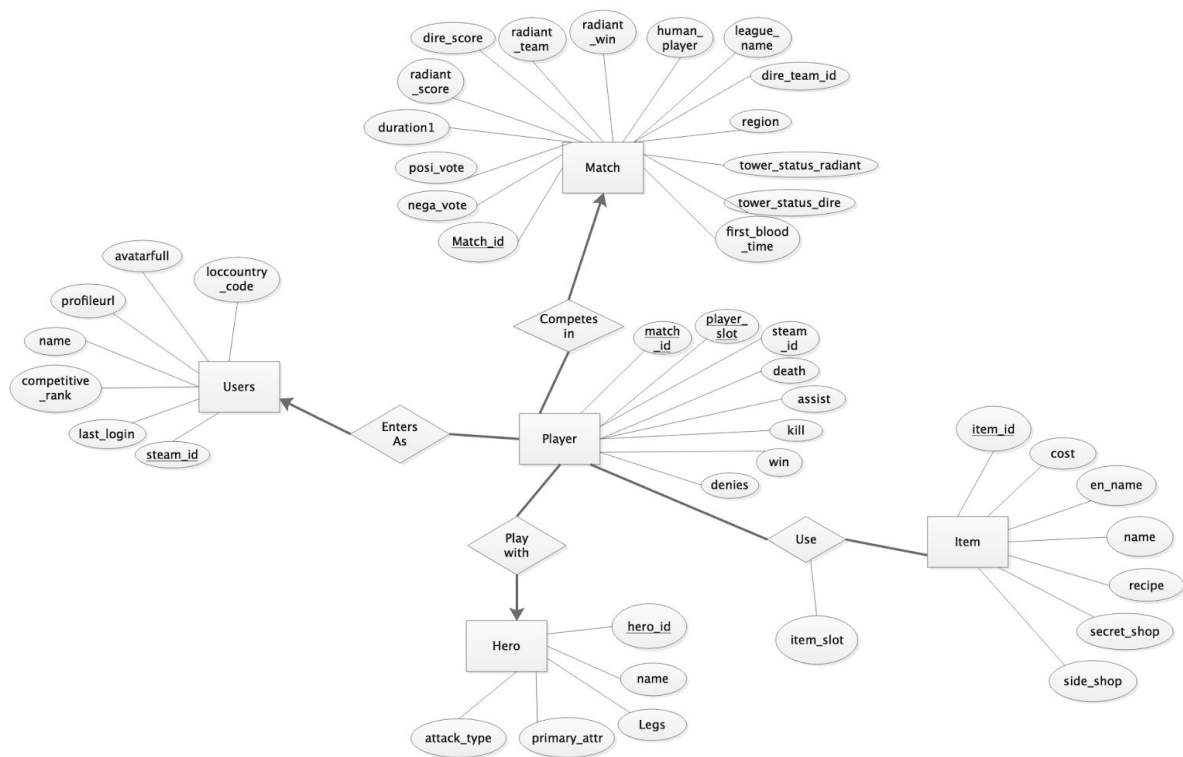 dire_score
radiant
_team
radiant
_win
human_
player
league_
name
dire_team_id
radiant
_score
duration1
region
posi_vote
Match
tower_status_radiant
nega_vote
tower_status_dire
Match_id
first_blood
_time
avatarfull
loccountry
_code
profileurl
name
competitive
_rank
Users
last_login
steam_id
Competes
in
match
_id
player_
slot
steam
_id
death
assist
kill
win
denies
Enters
As
Player
item_id
cost
en_name
name
recipe
secret_shop
side_shop
Item
Use
item_slot
Play
with
Hero
hero_id
name
Legs
attack_type
primary_attr